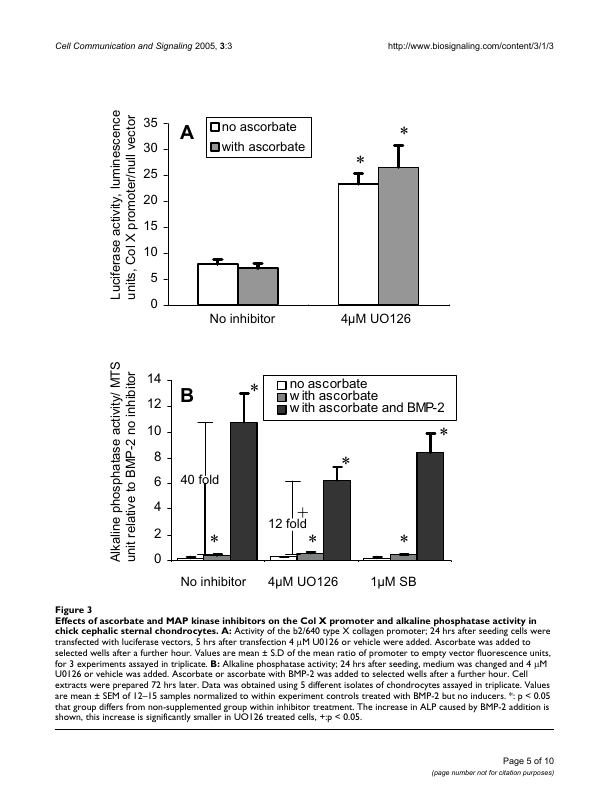 Cell Communication and Signaling 2005, 3:3
http://www.biosignaling.com/content/3/1/3
Luciferase activity, luminescence
units, Col X promoter/null vector
A
no ascorbate
with ascorbate
35
30
25
20
15
10
5
0
*
*
No inhibitor
4µM UO126
Alkaline phosphatase activity/ MTS
unit relative to BMP-2 no inhibitor
B
no ascorbate
with ascorbate
with ascorbate and BMP-2
14
12
10
8
6
4
2
0
40 fold
*
*
12 fold
+
*
*
*
*
No inhibitor
4µM UO126
1µM SB
Figure 3
Effects of ascorbate and MAP kinase inhibitors on the Col X promoter and alkaline phosphatase activity in
chick cephalic sternal chondrocytes. A: Activity of the b2/640 type X collagen promoter; 24 hrs after seeding cells were
transfected with luciferase vectors, 5 hrs after transfection 4 µM U0126 or vehicle were added. Ascorbate was added to
selected wells after a further hour. Values are mean ± S.D of the mean ratio of promoter to empty vector fluorescence units,
for 3 experiments assayed in triplicate. B: Alkaline phosphatase activity; 24 hrs after seeding, medium was changed and 4 µM
U0126 or vehicle was added. Ascorbate or ascorbate with BMP-2 was added to selected wells after a further hour. Cell
extracts were prepared 72 hrs later. Data was obtained using 5 different isolates of chondrocytes assayed in triplicate. Values
are mean ± SEM of 12–15 samples normalized to within experiment controls treated with BMP-2 but no inducers. *: p < 0.05
that group differs from non-supplemented group within inhibitor treatment. The increase in ALP caused by BMP-2 addition is
shown, this increase is significantly smaller in UO126 treated cells, +:p < 0.05.
Page 5 of 10
(page number not for citation purposes)